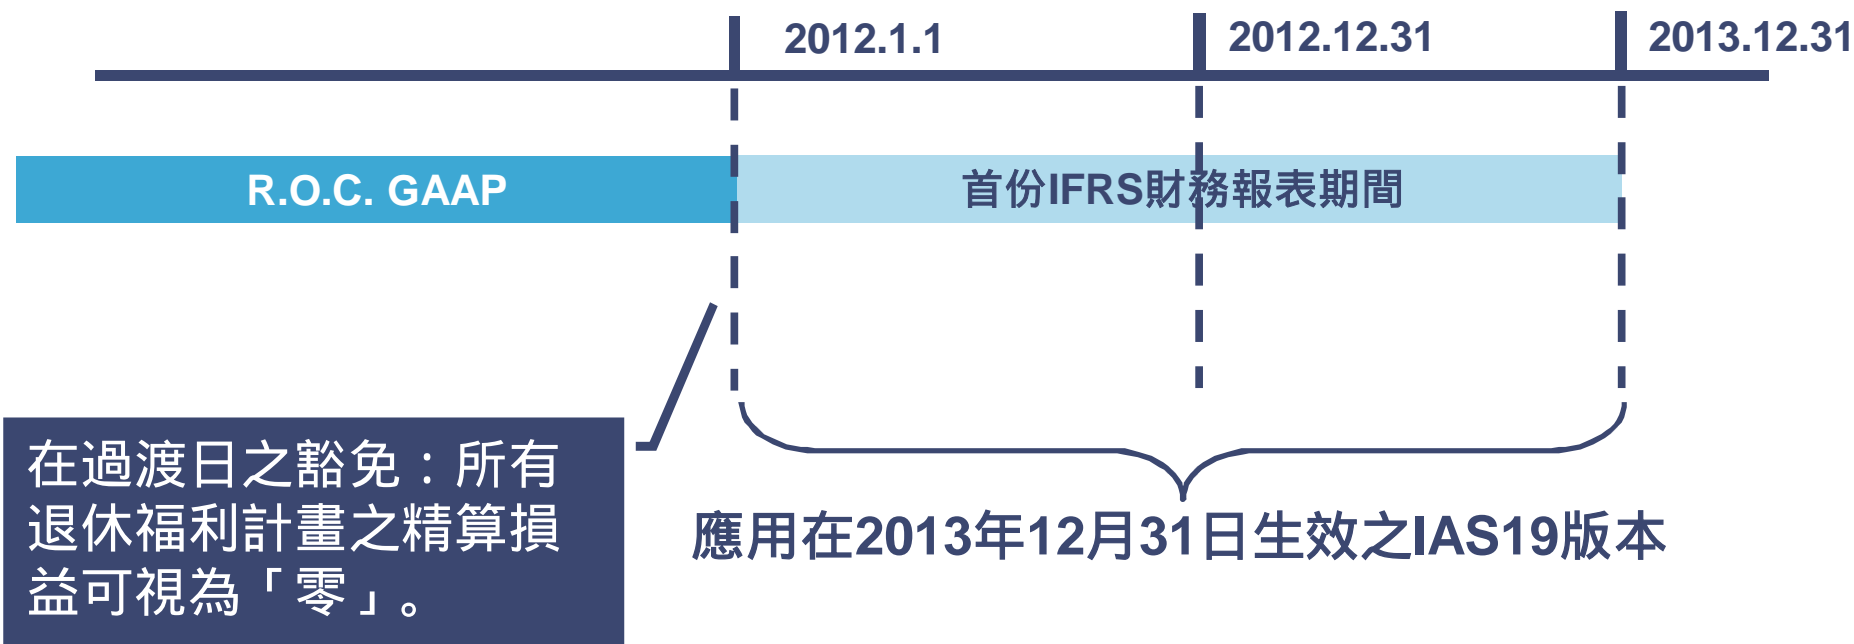 2012.1.1
2012.12.31
2013.12.31
R.O.C. GAAP
首份IFRS財務報表期間
在過渡日之豁免：所有
退休福利計畫之精算損
益可視為「零」。
應用在2013年12月31日生效之IAS19版本